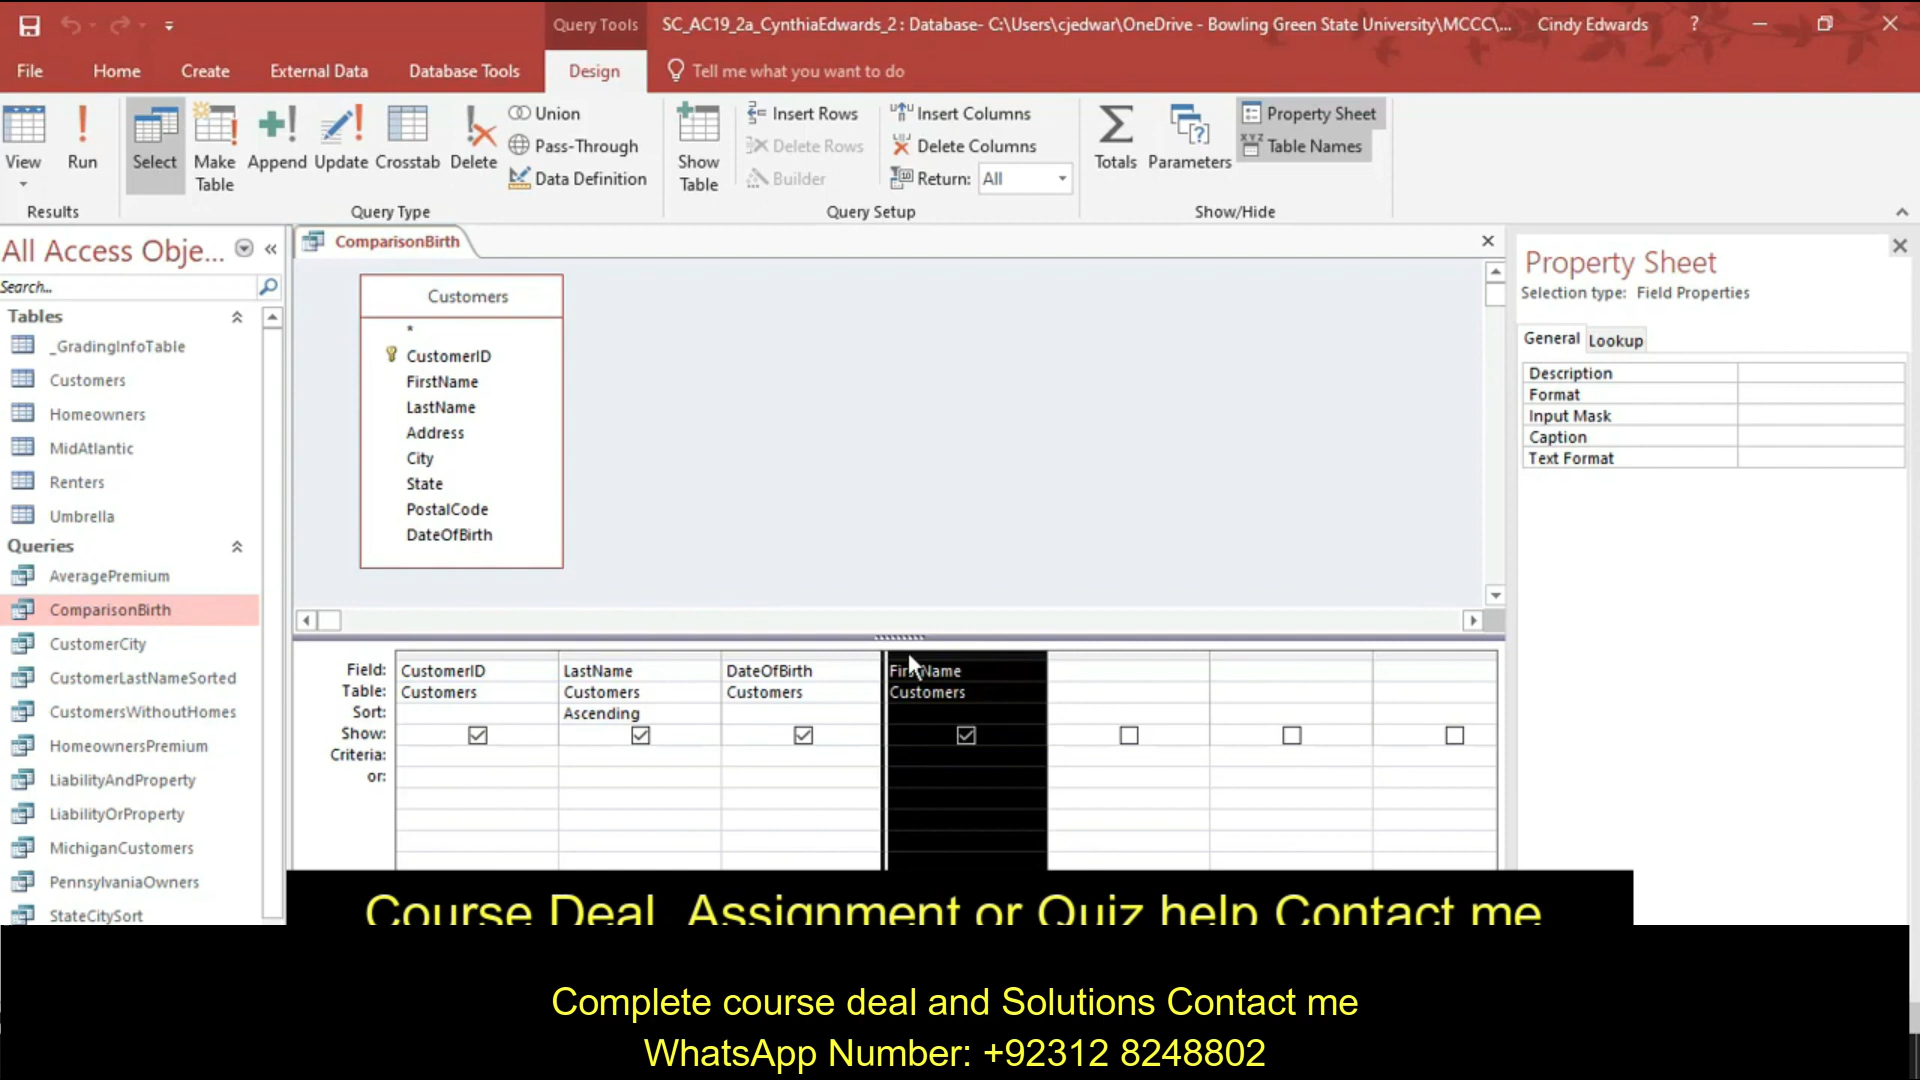 Query Tools
SC_AC19_2a_CynthiaEdwards_2 : Database- C:\Users\cjedwar\OneDrive - Bowling Green State University\MCCC\...
Cindy Edwards
?
File
Home
Create
External Data
Database Tools
Design
Tell me what you want to do
View
Run
Select
Make Table
Append
Update
Crosstab
Delete
Union
Pass-Through
Data Definition
Show Table
Insert Rows
Delete Rows
Builder
Insert Columns
Delete Columns
Return: All
Totals
Parameters
Property Sheet
Table Names
Results
Query Type
Query Setup
Show/Hide
All Access Obje...
Search...
Tables
_GradingInfoTable
Customers
Homeowners
MidAtlantic
Renters
Umbrella
Queries
AveragePremium
ComparisonBirth
CustomerCity
CustomerLastNameSorted
CustomersWithoutHomes
HomeownersPremium
LiabilityAndProperty
LiabilityOrProperty
MichiganCustomers
PennsylvaniaOwners
StateCitySort
ComparisonBirth
Customers
*
CustomerID
FirstName
LastName
Address
City
State
PostalCode
DateOfBirth
Field: CustomerID LastName DateOfBirth FirstName
Table: Customers Customers Customers Customers
Sort: Ascending
Show:
Criteria:
or:
Property Sheet
Selection type: Field Properties
General Lookup
Description
Format
Input Mask
Caption
Text Format
Course Deal Assignment or Quiz help Contact me
Complete course deal and Solutions Contact me
WhatsApp Number: +92312 8248802